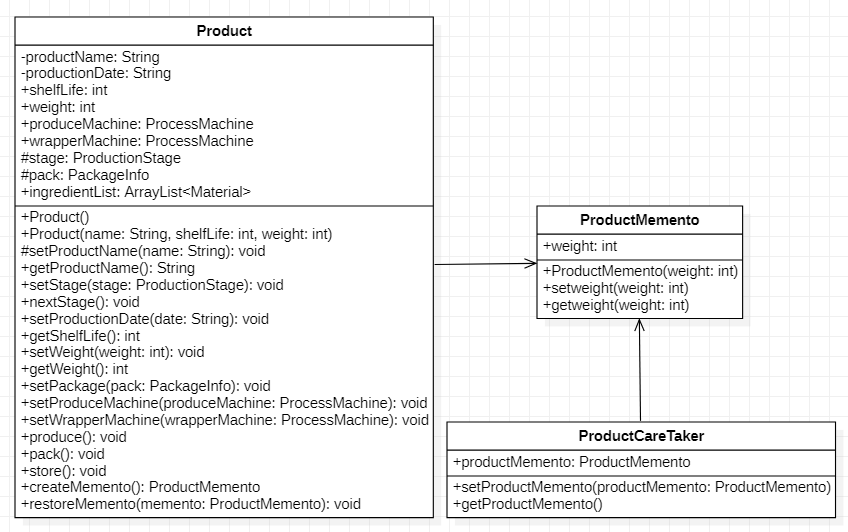 Product
-productName: String
-productionDate: String
+shelfLife: int
+weight: int
+produceMachine: ProcessMachine
+wrapperMachine: ProcessMachine
#stage: ProductionStage
#pack: PackageInfo
+ingredientList: ArrayList<Material>
+Product()
+Product(name: String, shelfLife: int, weight: int)
#setProductName(name: String): void
+getProductName(): String
+setStage(stage: ProductionStage): void
+nextStage(): void
+setProductionDate(date: String): void
+getShelfLife(): int
+setWeight(weight: int): void
+getWeight(): int
+setPackage(pack: PackageInfo): void
+setProduceMachine(produceMachine: ProcessMachine): void
+setWrapperMachine(wrapperMachine: ProcessMachine): void
+produce(): void
+pack(): void
+store(): void
+createMemento(): ProductMemento
+restoreMemento(memento: ProductMemento): void
ProductMemento
+weight: int
+ProductMemento(weight: int)
+setweight(weight: int)
+getweight(weight: int)
ProductCareTaker
+productMemento: ProductMemento
+setProductMemento(productMemento: ProductMemento)
+getProductMemento()